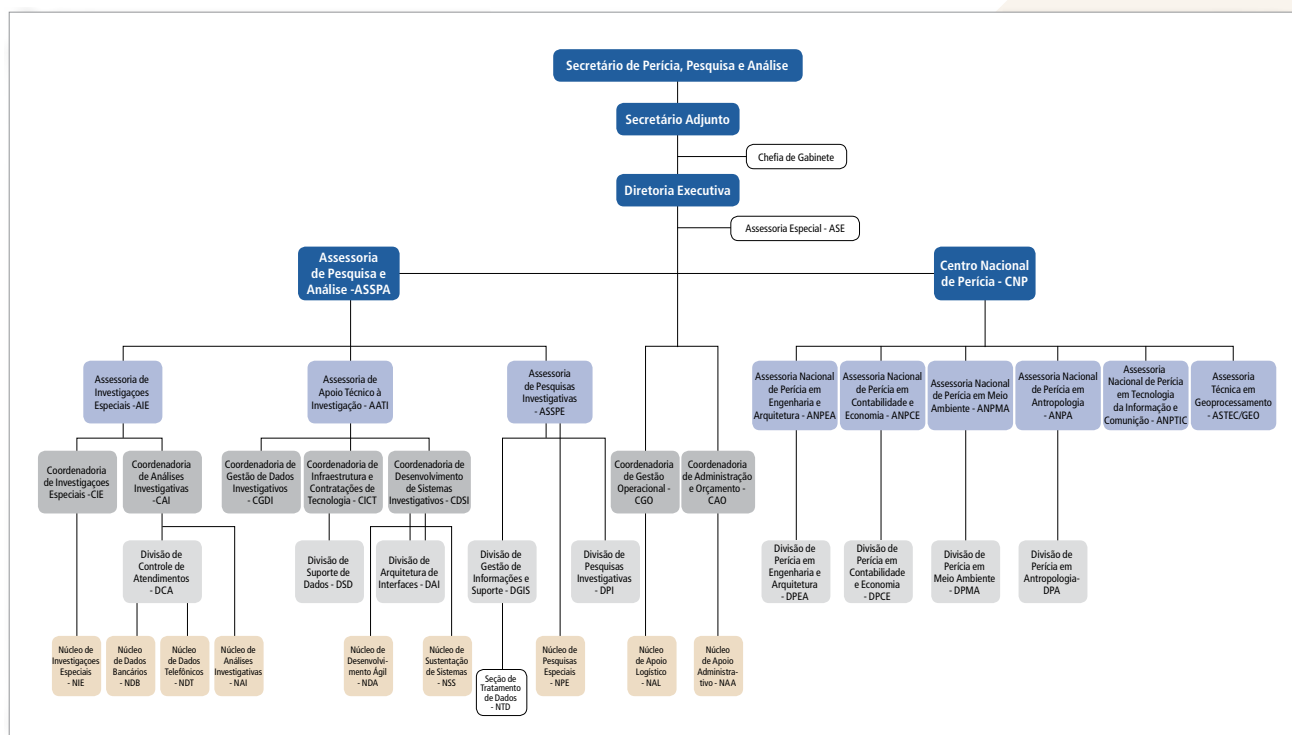 Secretário de Perícia, Pesquisa e Análise
Secretário Adjunto
Chefia de Gabinete
Diretoria Executiva
Assessoria Especial - ASE
Assessoria
de Pesquisa e
Análise -ASSPA
Centro Nacional
de Perícia - CNP
Assessoria de
Investigaçoes
Especiais -AIE
Assessoria de
Apoio Técnico à
Investigação - AATI
Assessoria
de Pesquisas
Investigativas
- ASSPE
Assessoria Nacional
de Perícia em
Engenharia e
Arquitetura - ANPEA
Assessoria Nacional
de Perícia em
Contabilidade e
Economia - ANPCE
Assessoria Nacional
de Perícia em Meio
Ambiente - ANPMA
Assessoria Nacional
de Perícia em
Antropologia
- ANPA
Assessoria
Nacional de Perícia
em Tecnologia
da Informação e
Comunição - ANPTIC
Assessoria
Técnica em
Geoprocessamento
- ASTEC/GEO
Coordenadoria
de Investigaçoes
Especiais -CIE
Coordenadoria
de Análises
Investigativas
-CAI
Coordenadoria de
Gestão de Dados
Investigativos
- CGDI
Coordenadoria de
Infraestrutura e
Contratações de
Tecnologia - CICT
Coordenadoria de
Desenvolvimento
de Sistemas
Investigativos - CDSI
Coordenadoria
de Gestão
Operacional -
CGO
Coordenadoria
de Administração
e Orçamento -
CAO
Divisão de
Controle de
Atendimentos
- DCA
Divisão de
Suporte de
Dados - DSD
Divisão de
Arquitetura de
Interfaces - DAI
Divisão de
Gestão de
Informações e
Suporte - DGIS
Divisão de
Pesquisas
Investigativas
- DPI
Divisão de
Perícia em
Engenharia e
Arquitetura - DPEA
Divisão de
Perícia em
Contabilidade
e Economia
- DPCE
Divisão de
Perícia em
Meio Ambiente
- DPMA
Divisão de
Perícia em
Antropologia-
DPA
Núcleo de
Investigaçoes
Especiais
- NIE
Núcleo
de Dados
Bancários
- NDB
Núcleo
de Dados
Telefônicos
- NDT
Núcleo de
Análises
Investigativas
- NAI
Núcleo de
Desenvolvi-
mento Ágil
- NDA
Núcleo de
Sustentação
de Sistemas
- NSS
Seção de
Tratamento
de Dados
- NTD
Núcleo de
Pesquisas
Especiais
- NPE
Núcleo
de Apoio
Logístico
- NAL
Núcleo
de Apoio
Administra-
tivo - NAA